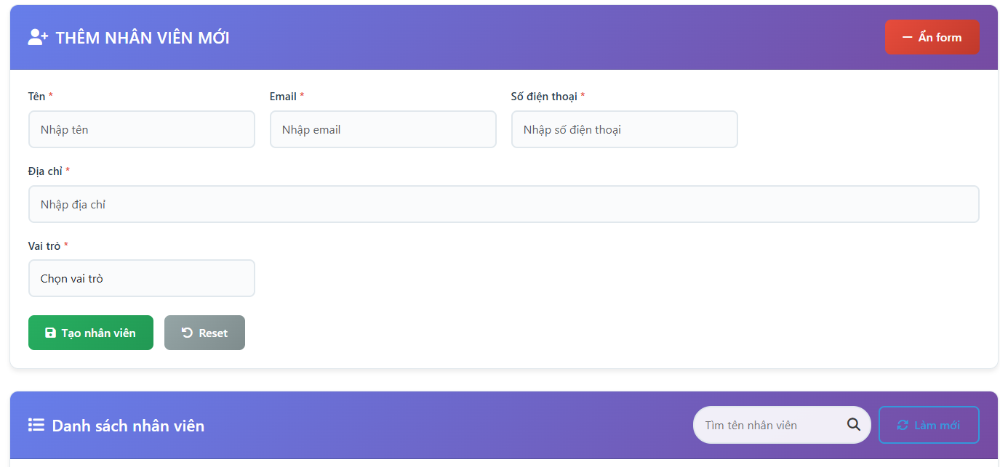 THÊM NHÂN VIÊN MỚI
Ẩn form
Tên *
Email *
Số điện thoại *
Nhập tên
Nhập email
Nhập số điện thoại
Địa chỉ *
Nhập địa chỉ
Vai trò *
Chọn vai trò
Tạo nhân viên
Reset
Danh sách nhân viên
Tìm tên nhân viên
Làm mới